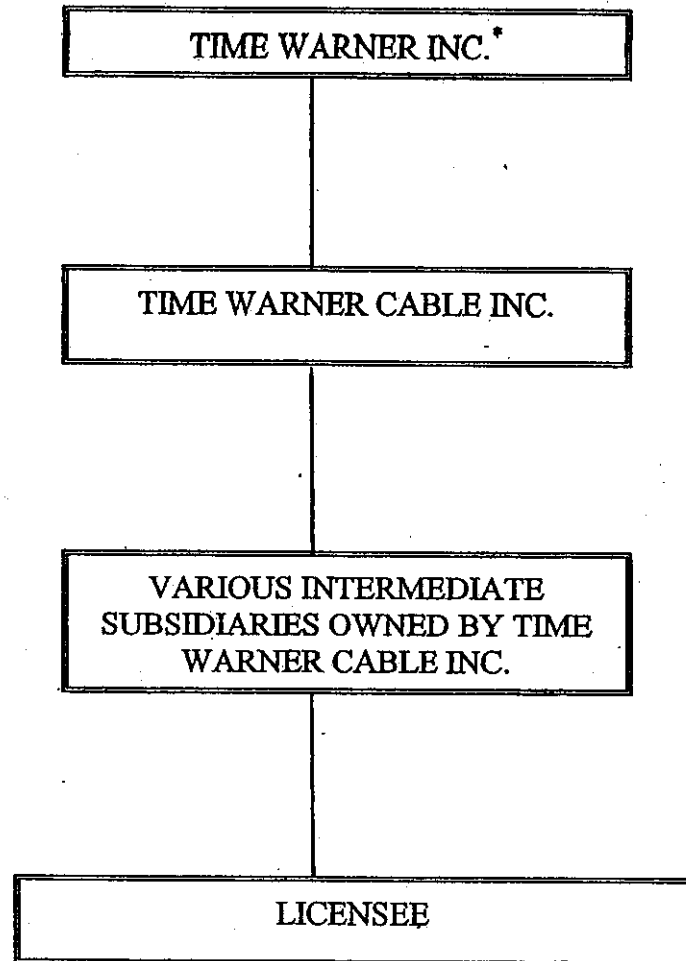 TIME WARNER INC.*
TIME WARNER CABLE INC.
VARIOUS INTERMEDIATE
SUBSIDIARIES OWNED BY TIME
WARNER CABLE INC.
LICENSEE